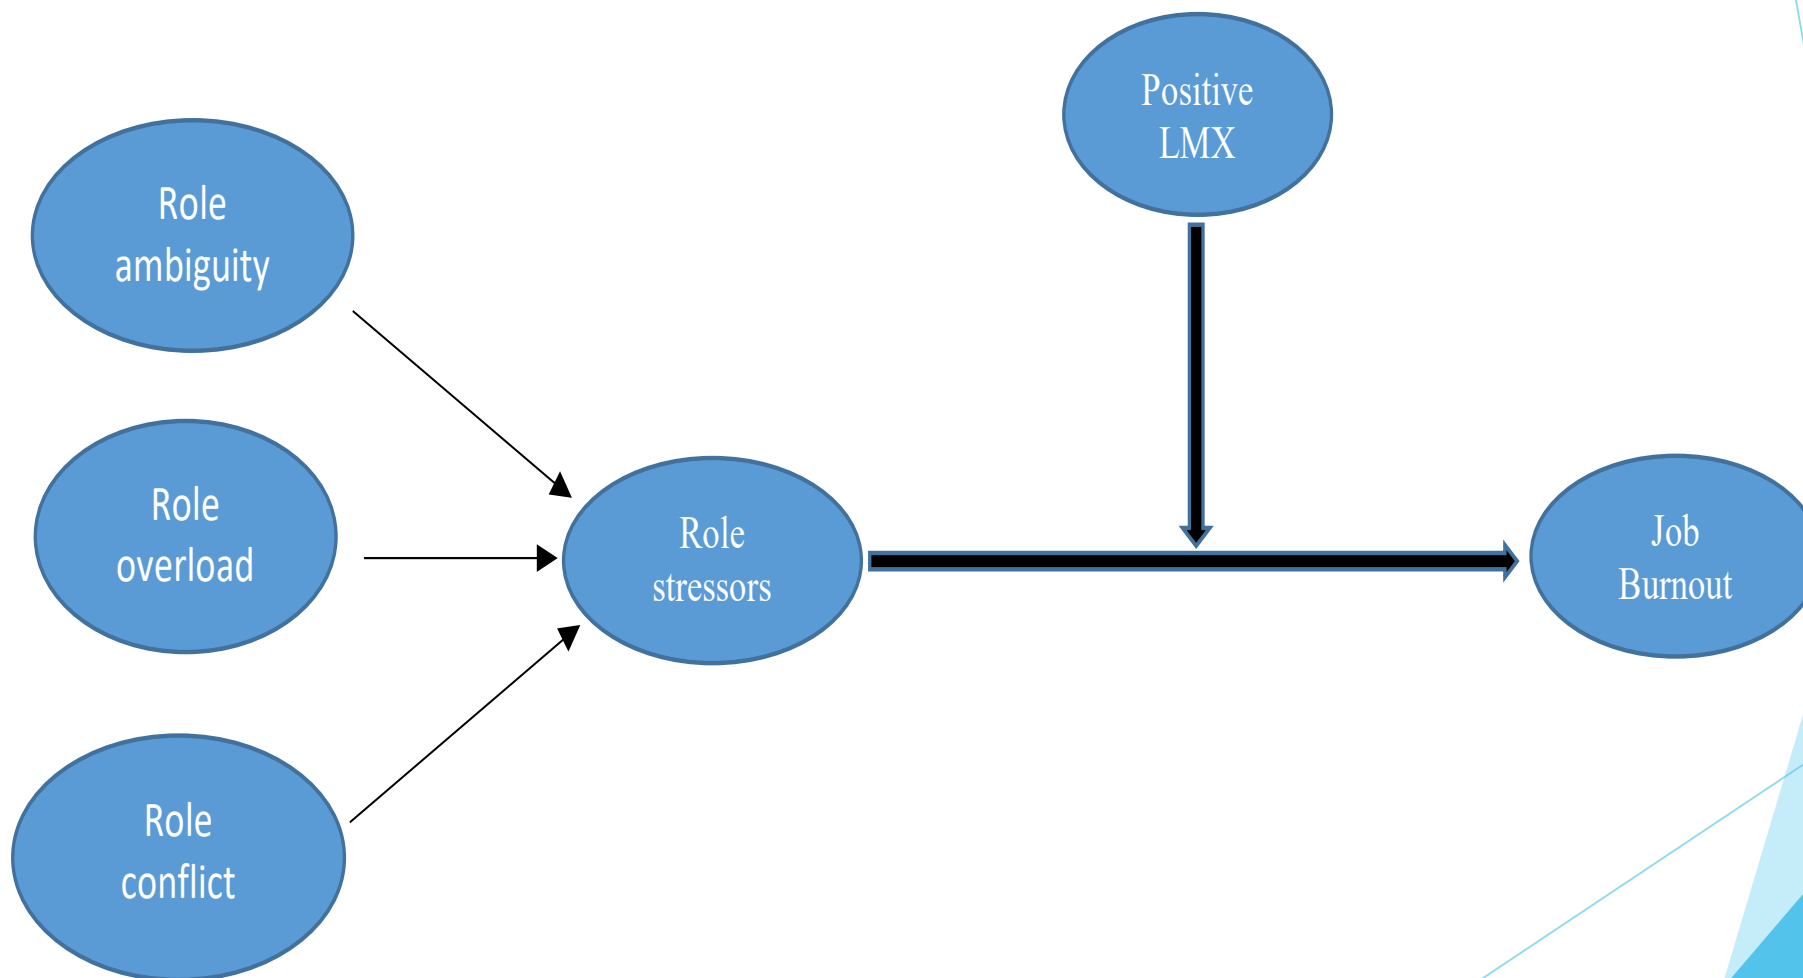 Positive
LMX
Role
ambiguity
Role
overload
Role
stressors
Job
Burnout
Role
conflict